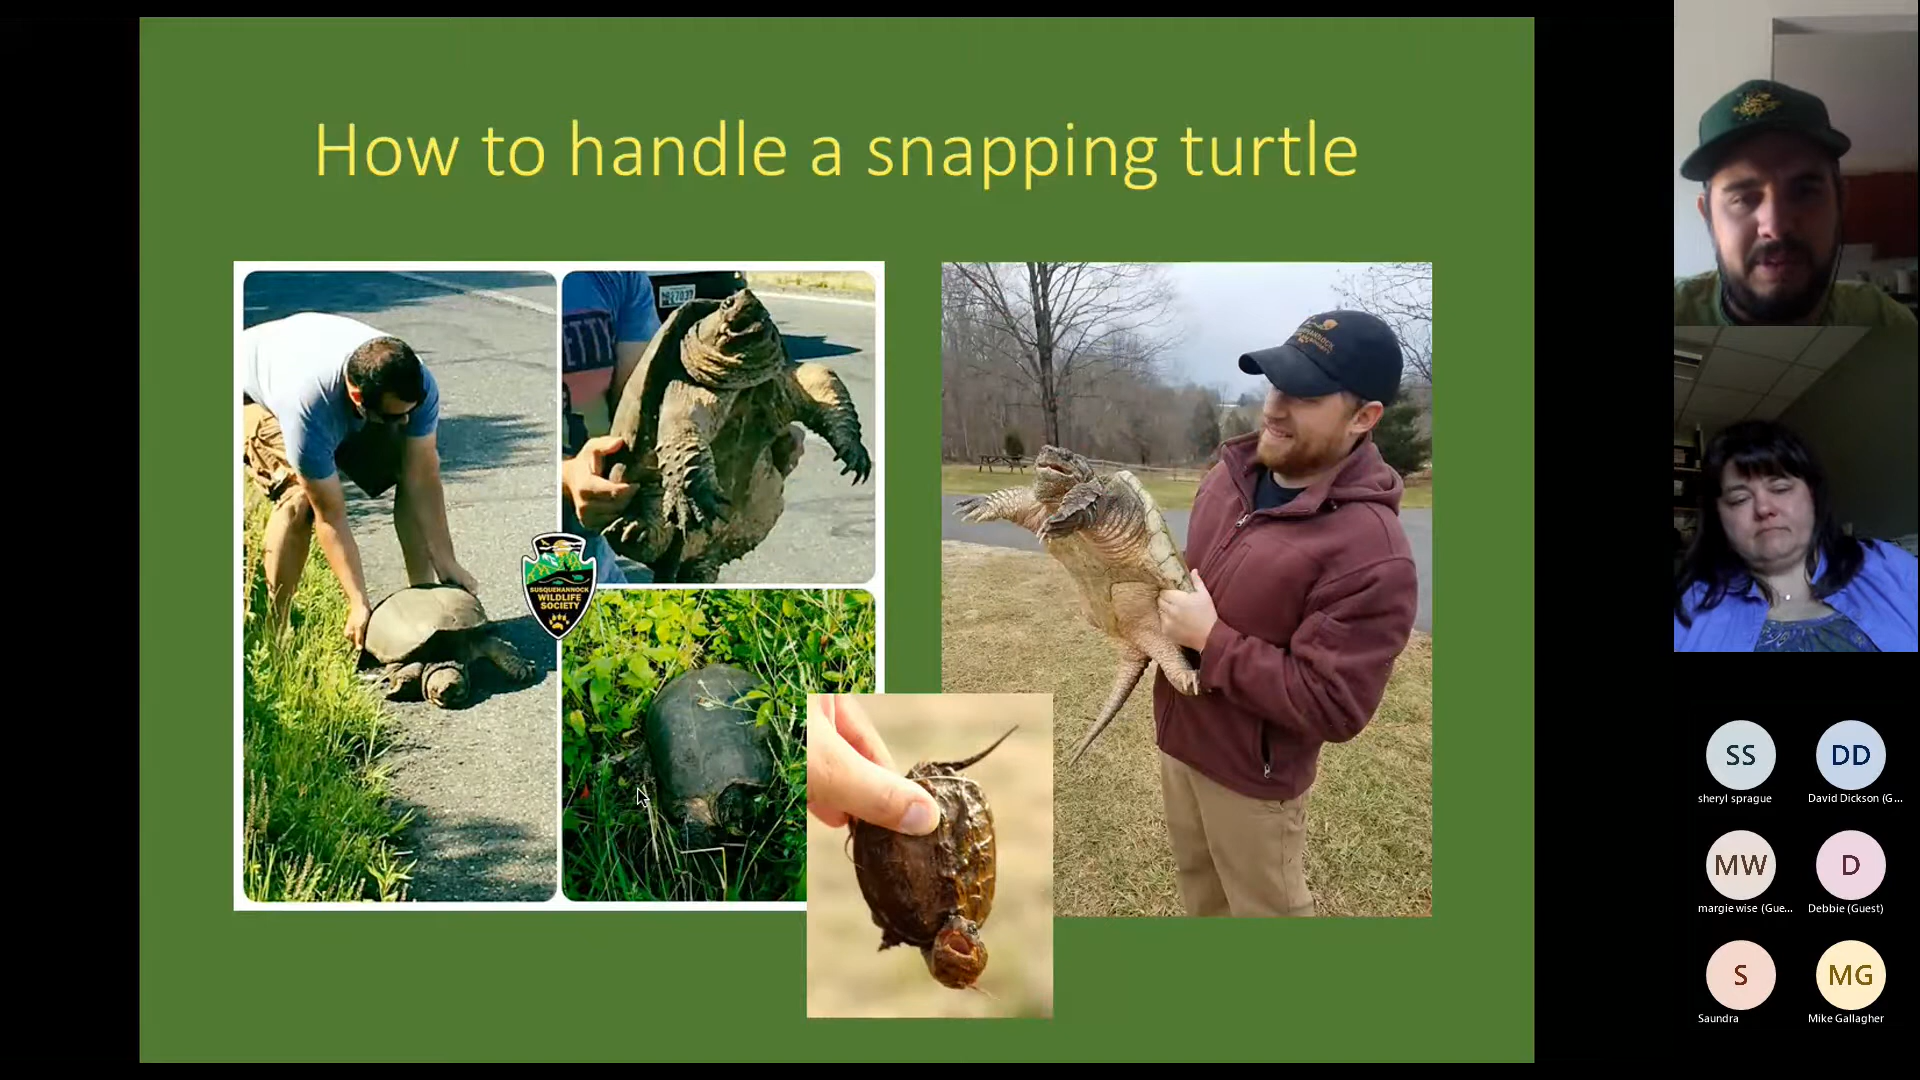 How to handle a snapping turtle
SUSQUEHANNOCK
WILDLIFE
SOCIETY
SS
sheryl sprague
DD
David Dickson (G...
MW
margie wise (Gue...
D
Debbie (Guest)
S
Saundra
MG
Mike Gallagher